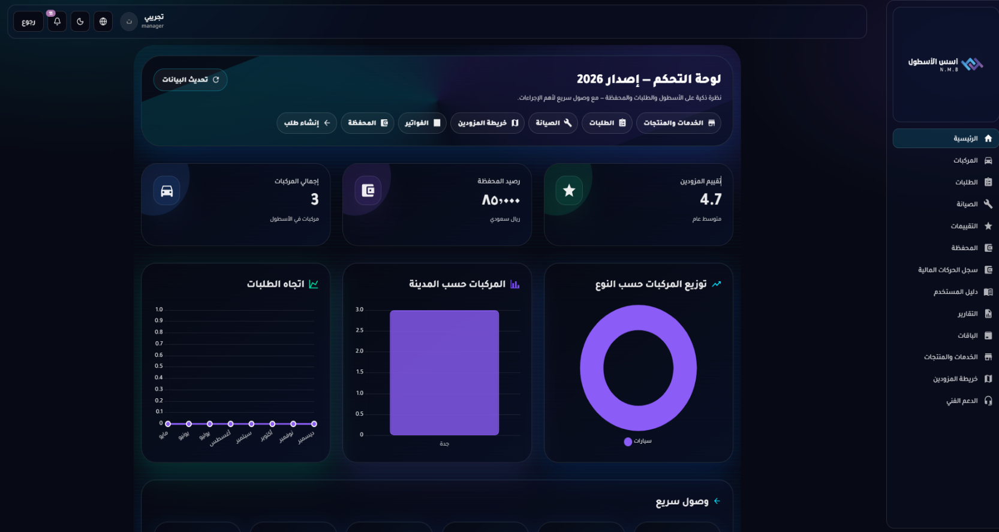 أسس الأسطول
N.M.B
الرئيسية
المركبات
الطلبات
الصيانة
التقييمات
المحفظة
سجل الحركات المالية
دليل المستخدم
التقارير
الباقات
الخدمات والمنتجات
خريطة المزودين
الدعم الفني
تجريبي
manager
ت
11
رجوع
لوحة التحكم – إصدار 2026
تحديث البيانات
نظرة ذكية على الأسطول والطلبات والمحفظة – مع وصول سريع لأهم الإجراءات.
الخدمات والمنتجات
الطلبات
الصيانة
خريطة المزودين
الفواتير
المحفظة
إنشاء طلب
تقييم المزودين
4.7
متوسط عام
رصيد المحفظة
٨٥٬٠٠٠
ريال سعودي
إجمالي المركبات
3
مركبات في الأسطول
توزيع المركبات حسب النوع
سيارات
المركبات حسب المدينة
3.0
2.5
2.0
1.5
1.0
0.5
0
جدة
اتجاه الطلبات
1.0
0.9
0.8
0.7
0.6
0.5
0.4
0.3
0.2
0.1
0
مايو
يونيو
يوليو
أغسطس
سبتمبر
أكتوبر
نوفمبر
ديسمبر
وصول سريع